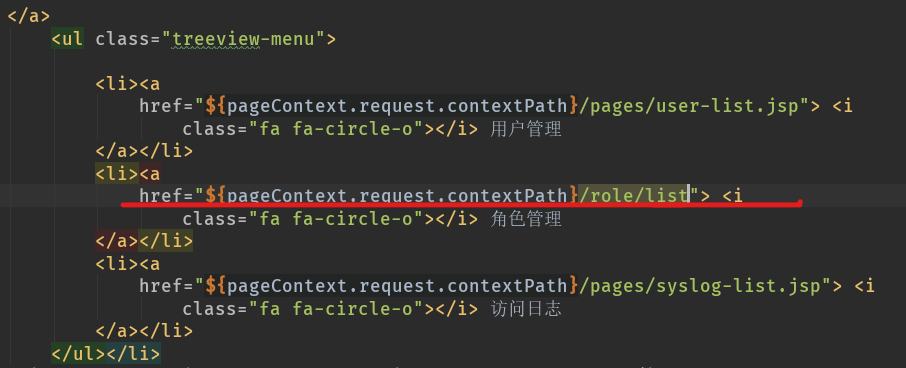 </a>
<ul class="treeview-menu">
<li><a
href="${pageContext.request.contextPath}/pages/user-list.jsp"> <i
class="fa fa-circle-o"></i> 用户管理
</a></li>
<li><a
href="${pageContext.request.contextPath}/role/list"> <i
class="fa fa-circle-o"></i> 角色管理
</a></li>
<li><a
href="${pageContext.request.contextPath}/pages/syslog-list.jsp"> <i
class="fa fa-circle-o"></i> 访问日志
</a></li>
</ul></li>